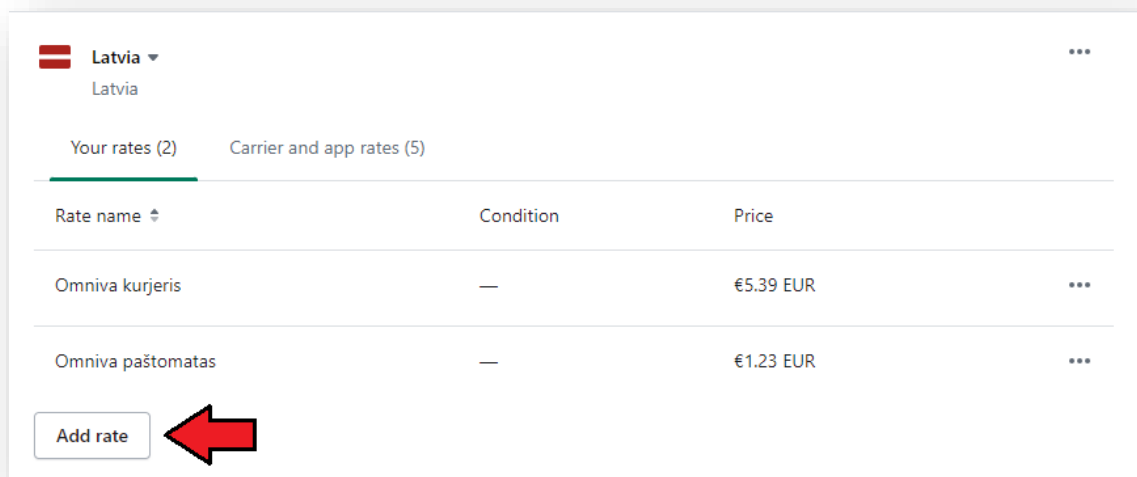 Latvia
Latvia
Your rates (2) Carrier and app rates (5)
Rate name Condition Price
Omniva kurjeris — €5.39 EUR
Omniva paštomatas — €1.23 EUR
Add rate